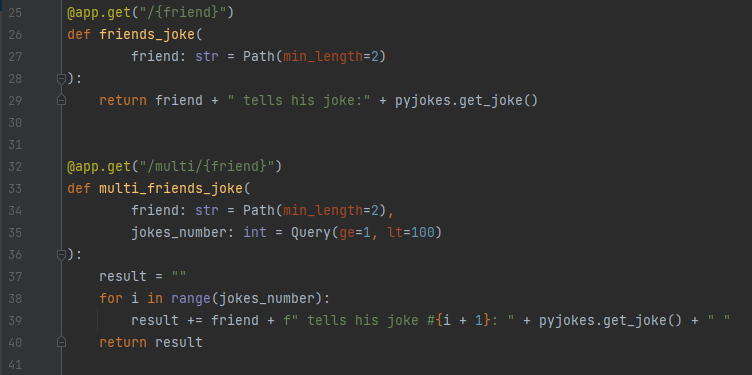 25 @app.get("/{friend}")
26 def friends_joke(
27         friend: str = Path(min_length=2)
28 ):
29     return friend + " tells his joke:" + pyjokes.get_joke()
30
31
32 @app.get("/multi/{friend}")
33 def multi_friends_joke(
34         friend: str = Path(min_length=2),
35         jokes_number: int = Query(ge=1, lt=100)
36 ):
37     result = ""
38     for i in range(jokes_number):
39         result += friend + f" tells his joke #{i + 1}: " + pyjokes.get_joke() + " "
40     return result
41